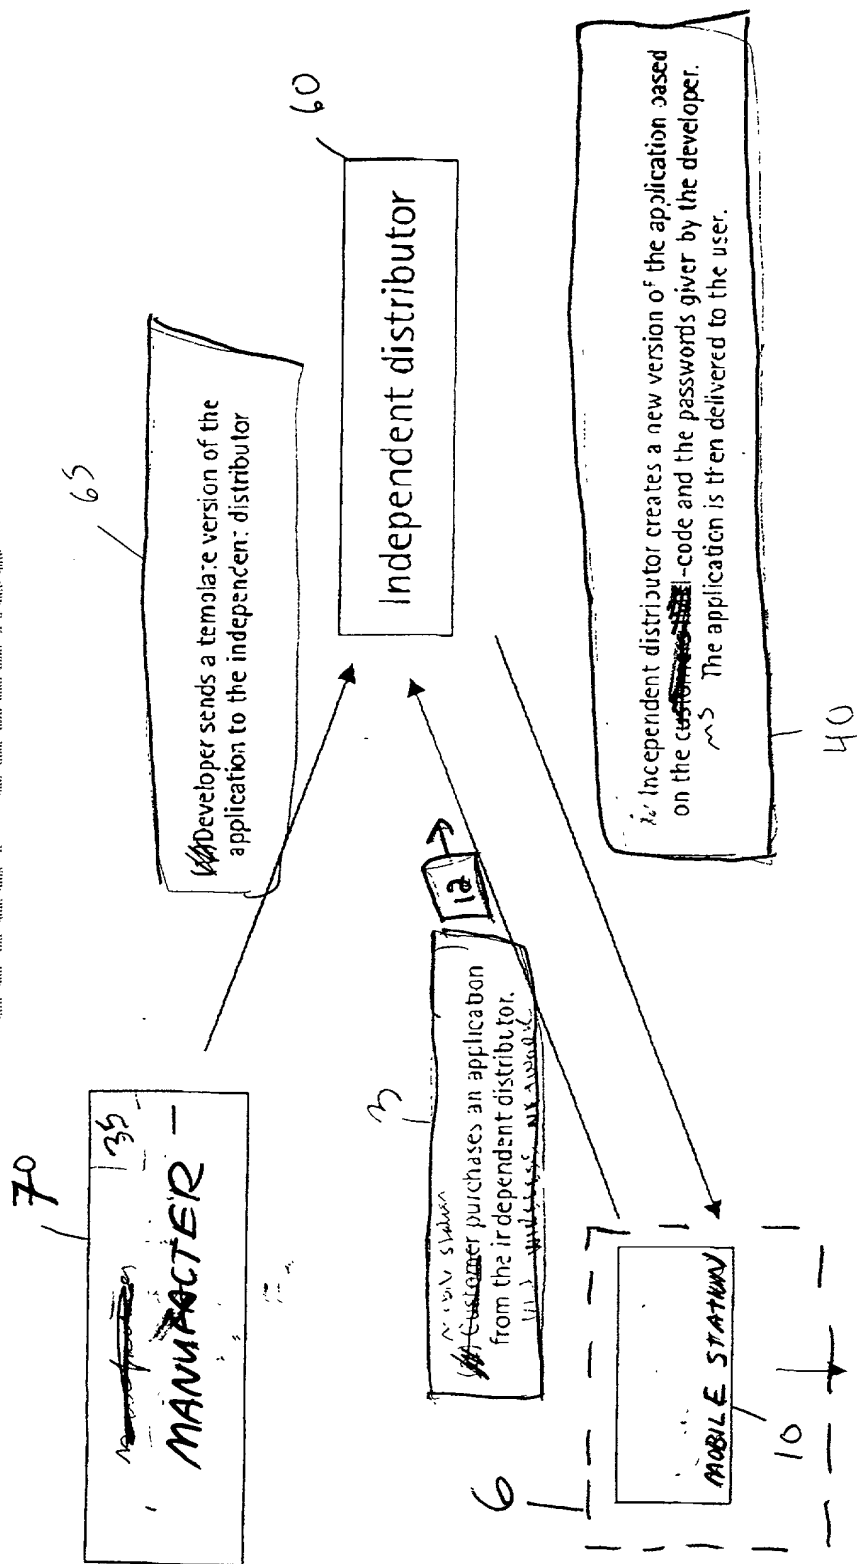 70
35
MANUFACTER
65
Developer sends a template version of the
application to the independent distributor
60
Independent distributor
3
Customer purchases an application
from the independent distributor.
12
6
MOBILE STATION
10
Independent distributor creates a new version of the application based
on the -code and the passwords given by the developer.
The application is then delivered to the user.
40